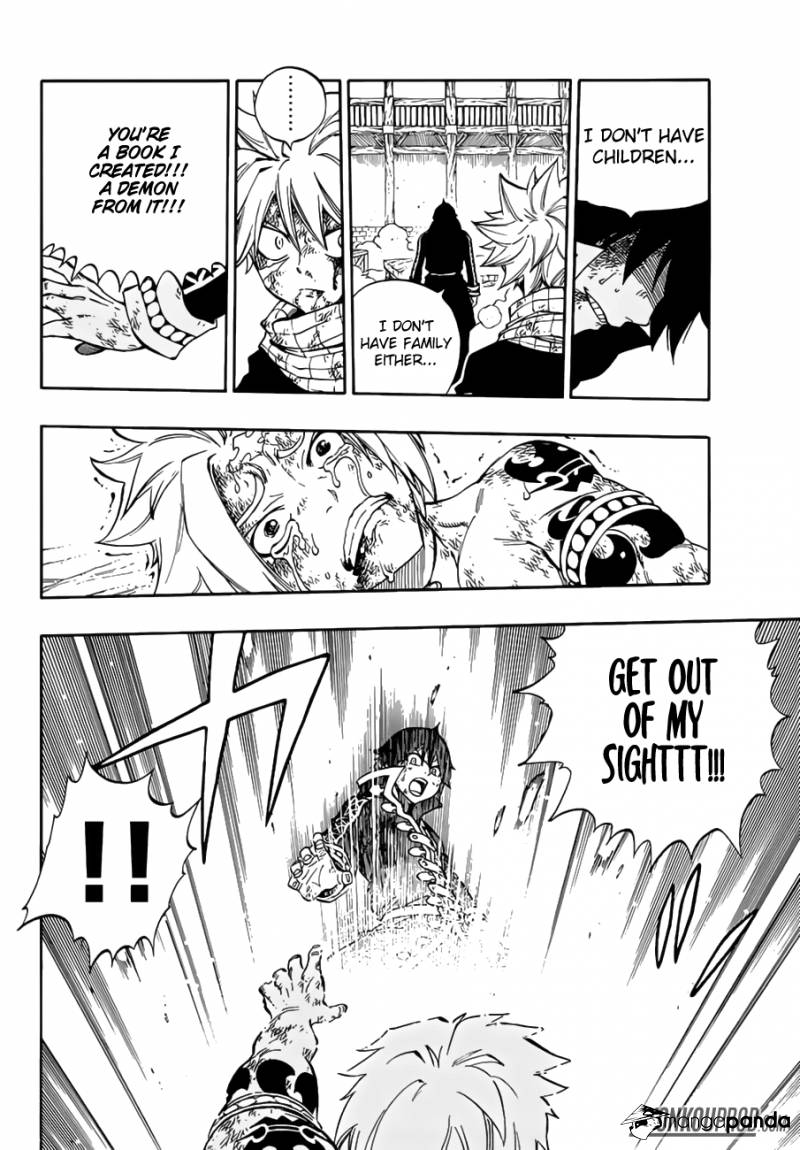 I DON'T HAVE
CHILDREN...
I DON'T
HAVE FAMILY
EITHER...
.......
YOU'RE
A BOOK I
CREATED!!!
A DEMON
FROM IT!!!
GET OUT
OF MY
SIGHTTT!!!
!!
mangapanda